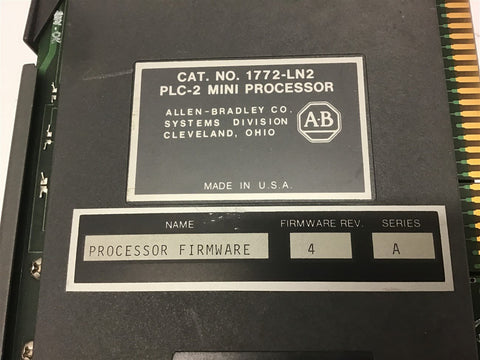 CAT. NO. 1772-LN2
PLC-2 MINI PROCESSOR
ALLEN-BRADLEY CO.
SYSTEMS DIVISION
CLEVELAND, OHIO
A-B
MADE IN U.S.A.
NAME FIRMWARE REV. SERIES
PROCESSOR FIRMWARE 4 A